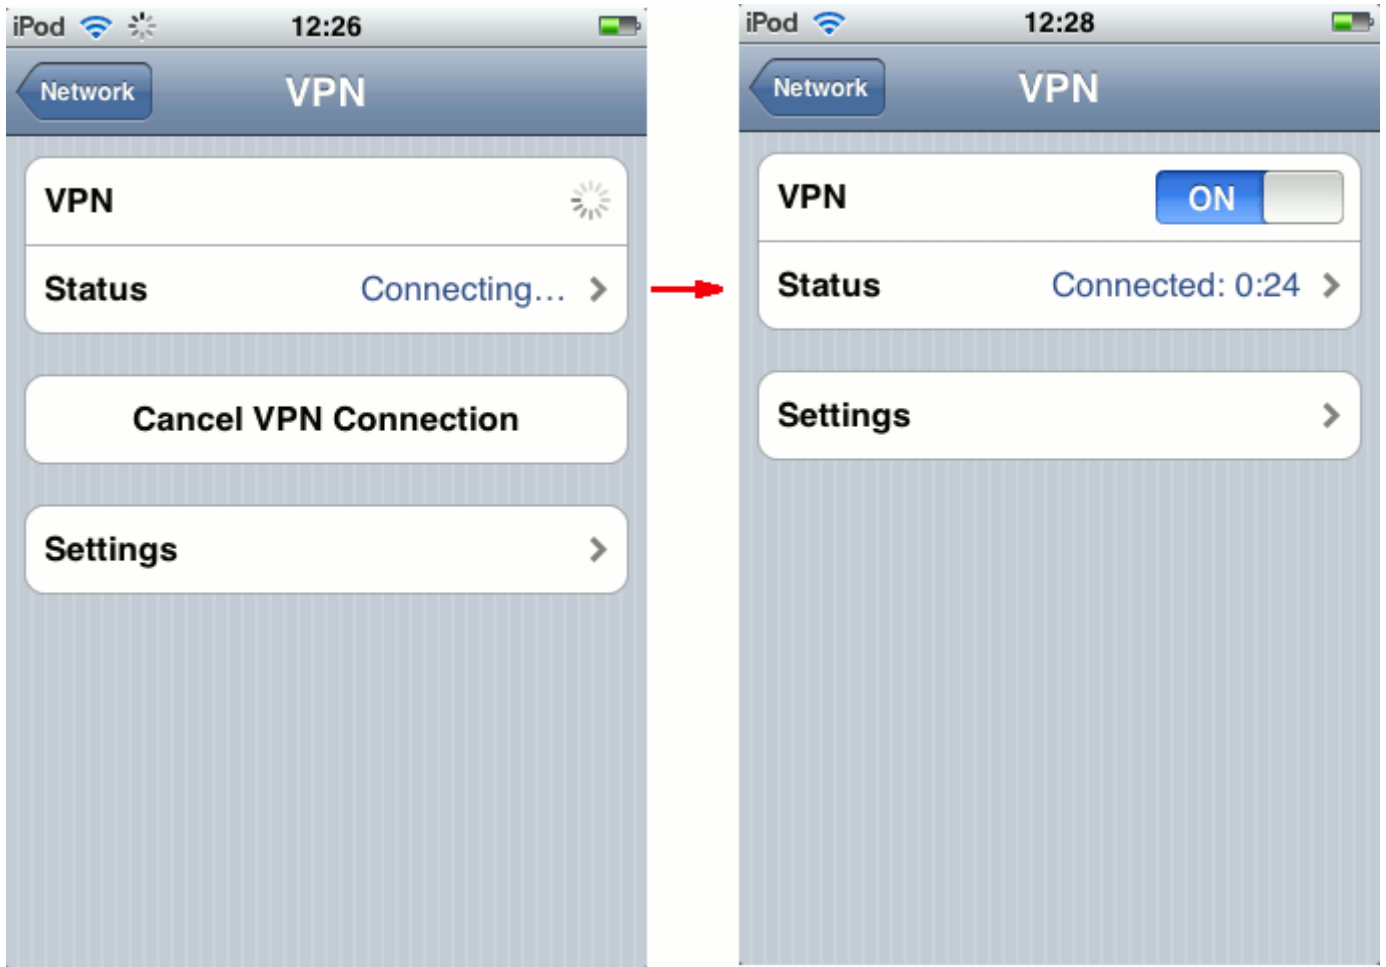 iPod 12:26
Network VPN
VPN
Status Connecting...
Cancel VPN Connection
Settings
iPod 12:28
Network VPN
VPN ON
Status Connected: 0:24
Settings